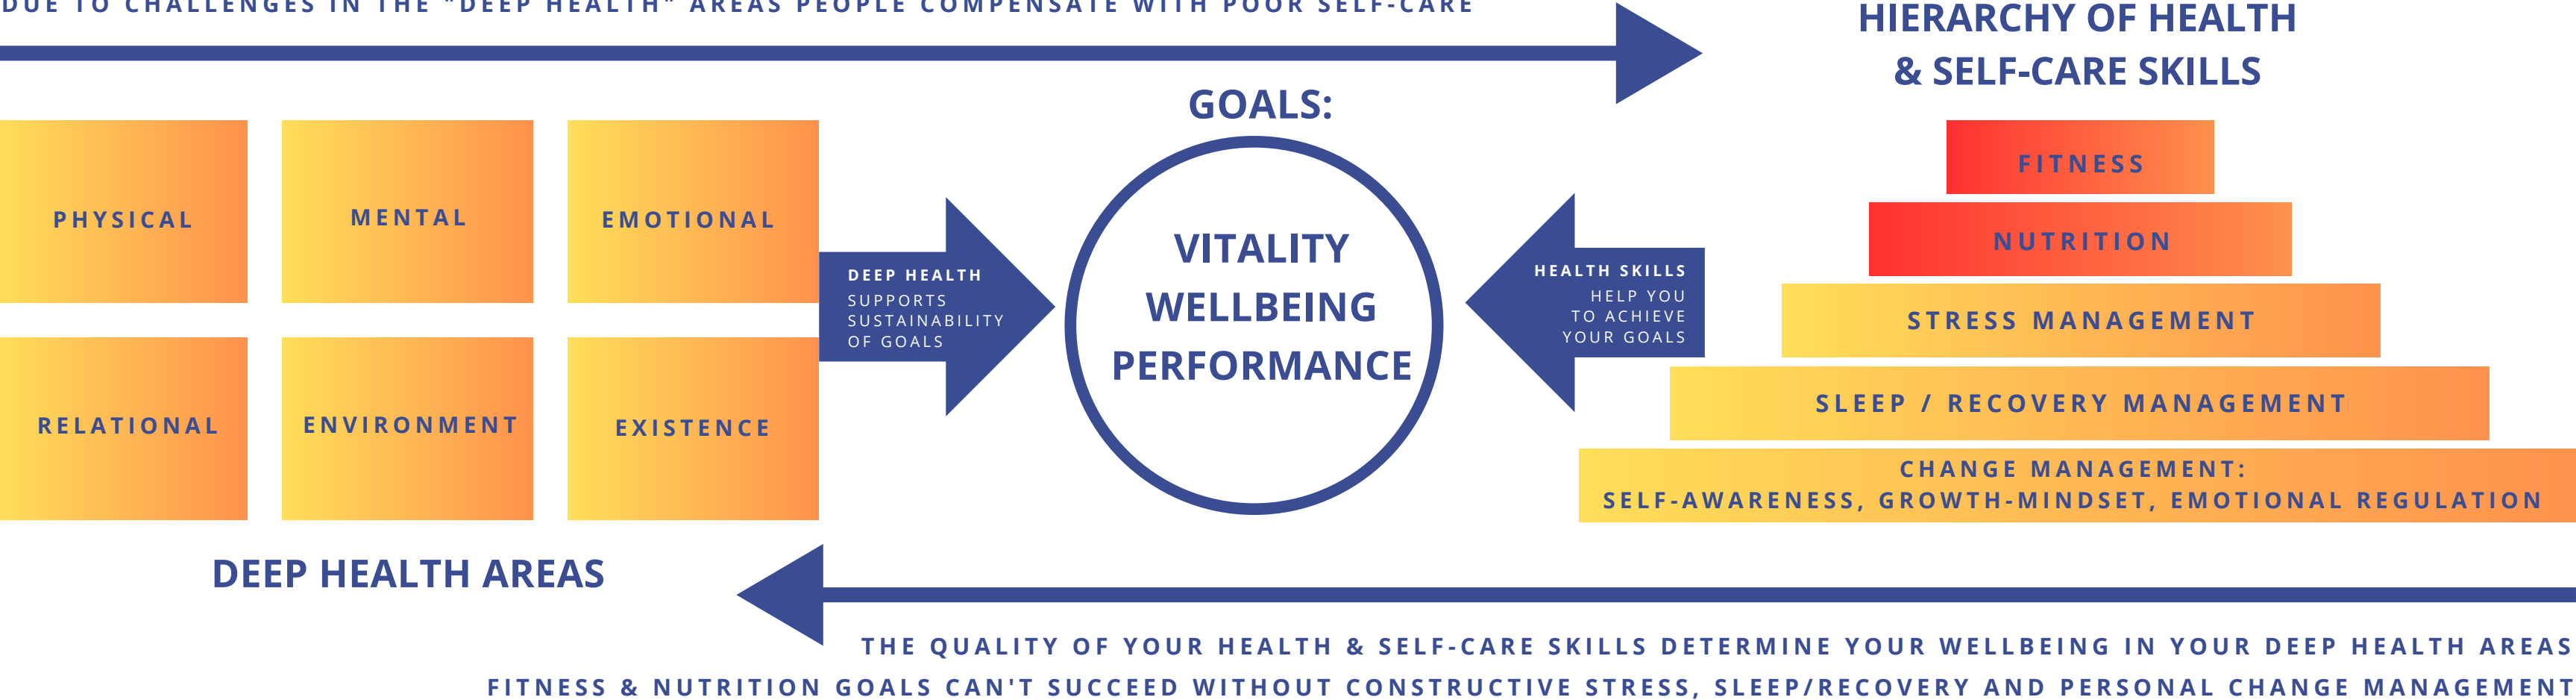 DUE TO CHALLENGES IN THE "DEEP HEALTH" AREAS PEOPLE COMPENSATE WITH POOR SELF-CARE
HIERARCHY OF HEALTH
& SELF-CARE SKILLS
GOALS:
PHYSICAL
MENTAL
EMOTIONAL
RELATIONAL
ENVIRONMENT
EXISTENCE
DEEP HEALTH AREAS
DEEP HEALTH
SUPPORTS
SUSTAINABILITY
OF GOALS
VITALITY
WELLBEING
PERFORMANCE
HEALTH SKILLS
HELP YOU
TO ACHIEVE
YOUR GOALS
FITNESS
NUTRITION
STRESS MANAGEMENT
SLEEP / RECOVERY MANAGEMENT
CHANGE MANAGEMENT:
SELF-AWARENESS, GROWTH-MINDSET, EMOTIONAL REGULATION
THE QUALITY OF YOUR HEALTH & SELF-CARE SKILLS DETERMINE YOUR WELLBEING IN YOUR DEEP HEALTH AREAS
FITNESS & NUTRITION GOALS CAN'T SUCCEED WITHOUT CONSTRUCTIVE STRESS, SLEEP/RECOVERY AND PERSONAL CHANGE MANAGEMENT